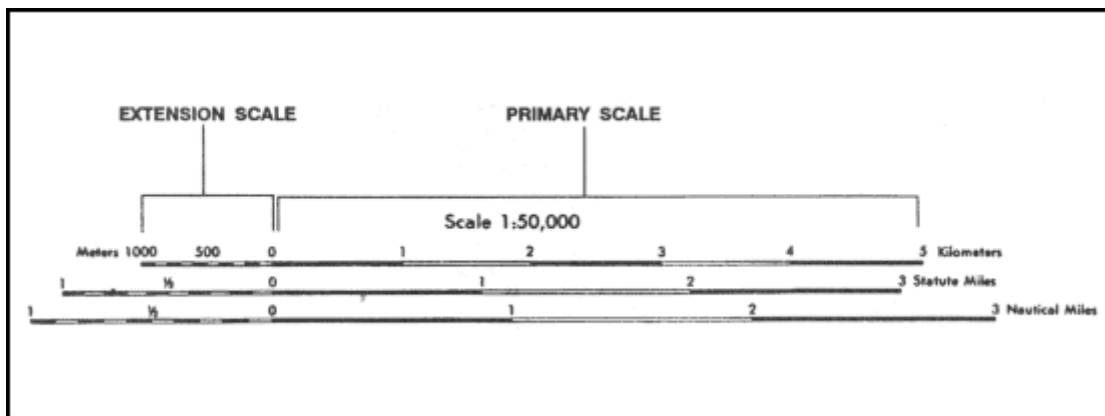 EXTENSION SCALE PRIMARY SCALE
Scale 1:50,000
Meters 1000 500 0 1 2 3 4 5 Kilometers
1 ½ 0 1 2 3 Statute Miles
1 ½ 0 1 2 3 Nautical Miles